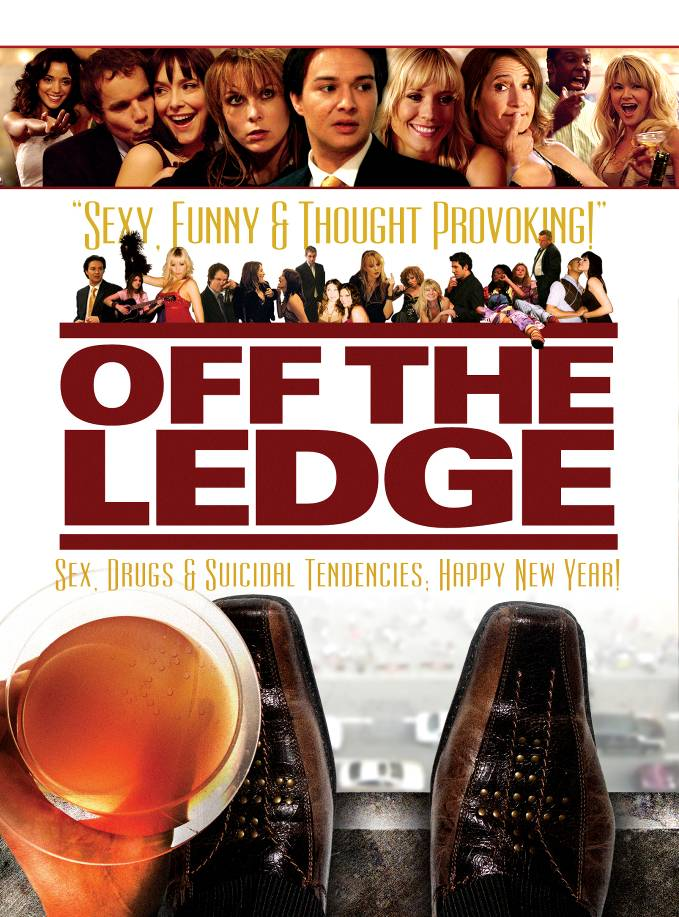 “Sexy, Funny & Thought Provoking!”
OFF THE
LEDGE
Sex, Drugs & Suicidal Tendencies; Happy New Year!